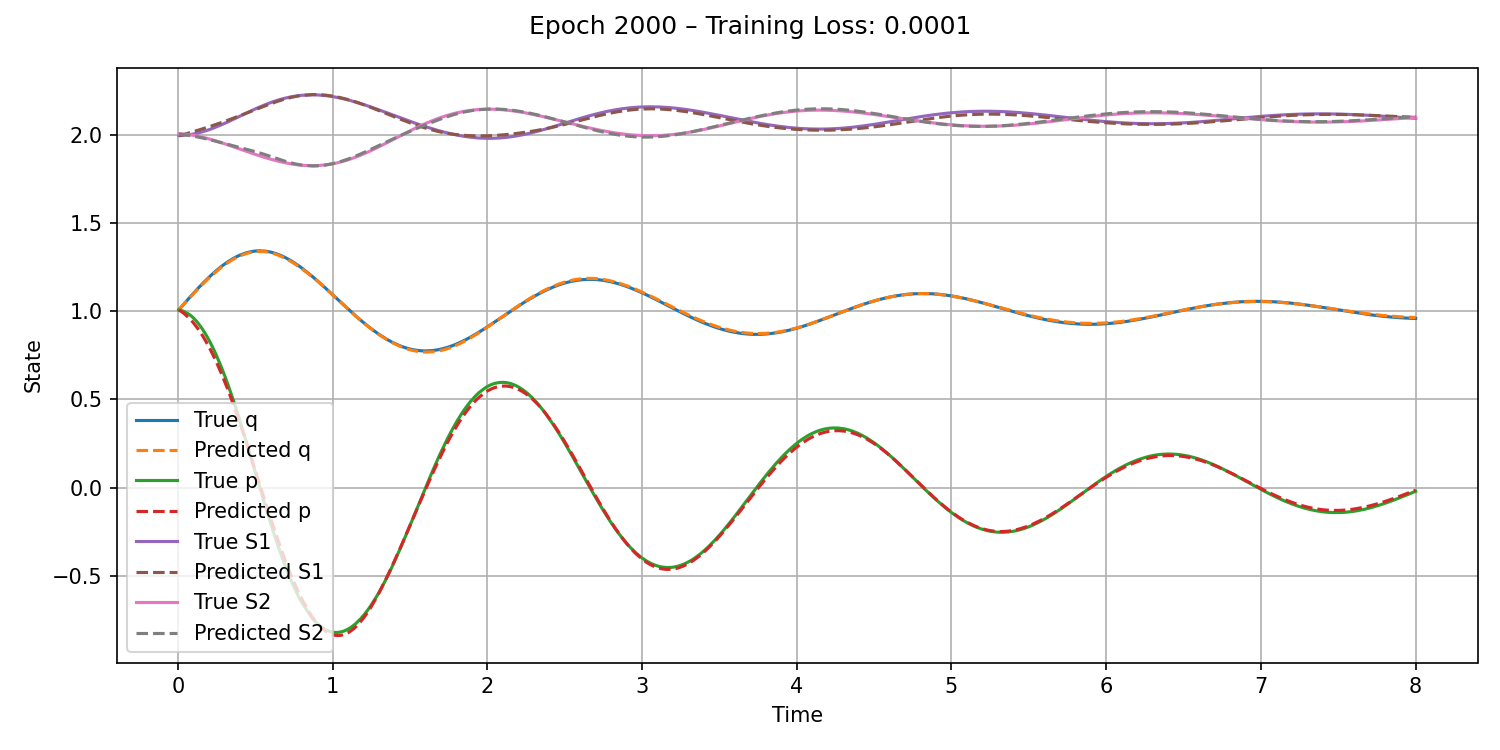 Epoch 2000 – Training Loss: 0.0001
State
2.0
1.5
1.0
0.5
0.0
−0.5
True q
Predicted q
True p
Predicted p
True S1
Predicted S1
True S2
Predicted S2
0 1 2 3 4 5 6 7 8
Time